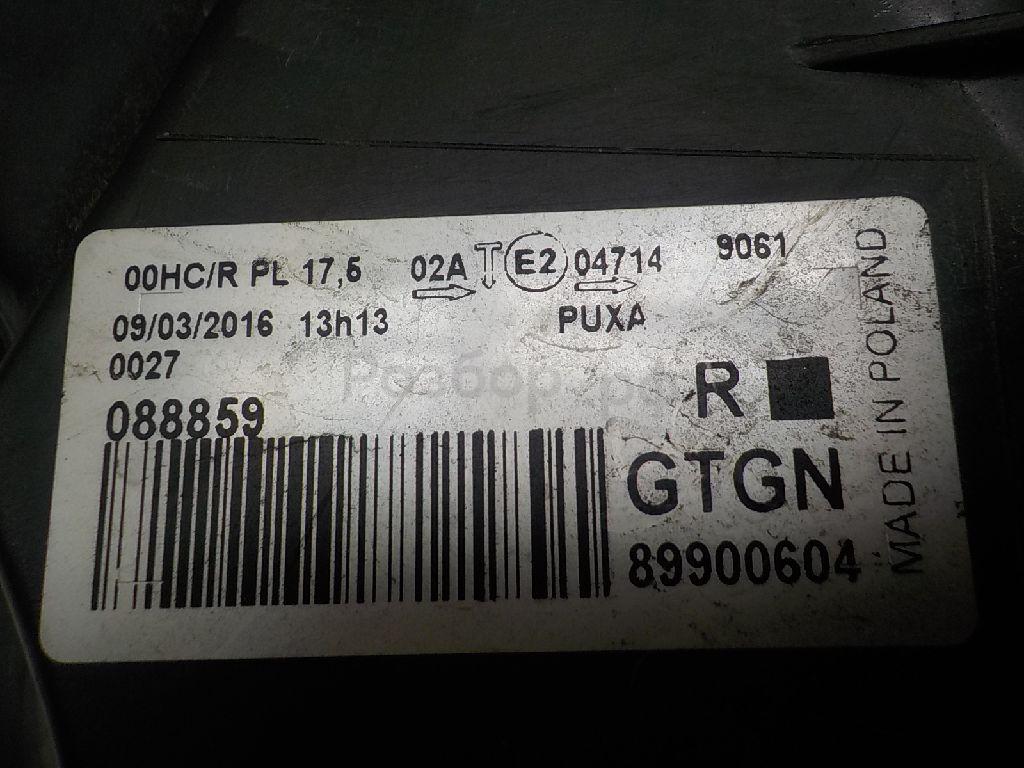 00HC/R PL 17,5 02A T E2 04714 9061
09/03/2016 13h13 PUXA
0027
088859
R
GTGN
89900604
MADE IN POLAND